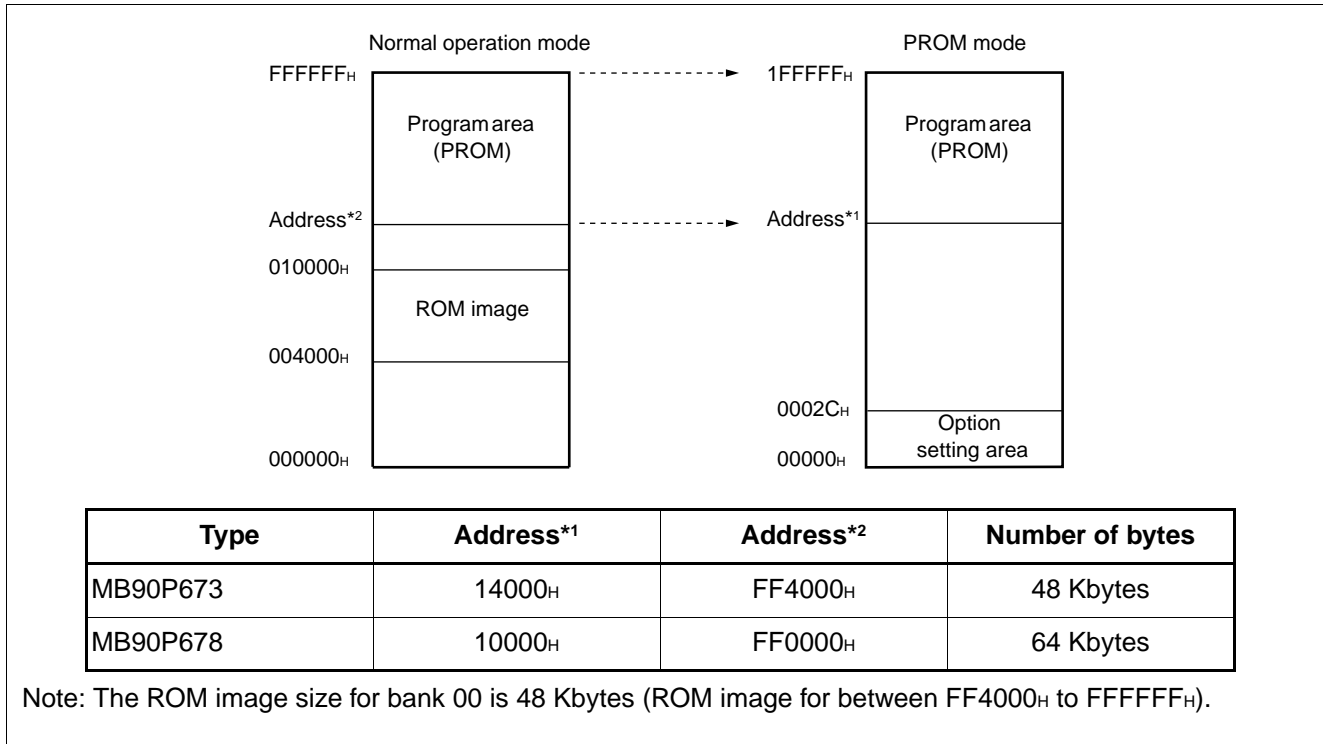 Normal operation mode
PROM mode
FFFFFFH
1FFFFFH
Program area
(PROM)
Program area
(PROM)
Address*2
Address*1
010000H
ROM image
004000H
0002CH
Option
setting area
000000H
00000H
Type Address*1 Address*2 Number of bytes
MB90P673 14000H FF4000H 48 Kbytes
MB90P678 10000H FF0000H 64 Kbytes
Note: The ROM image size for bank 00 is 48 Kbytes (ROM image for between FF4000H to FFFFFFH).